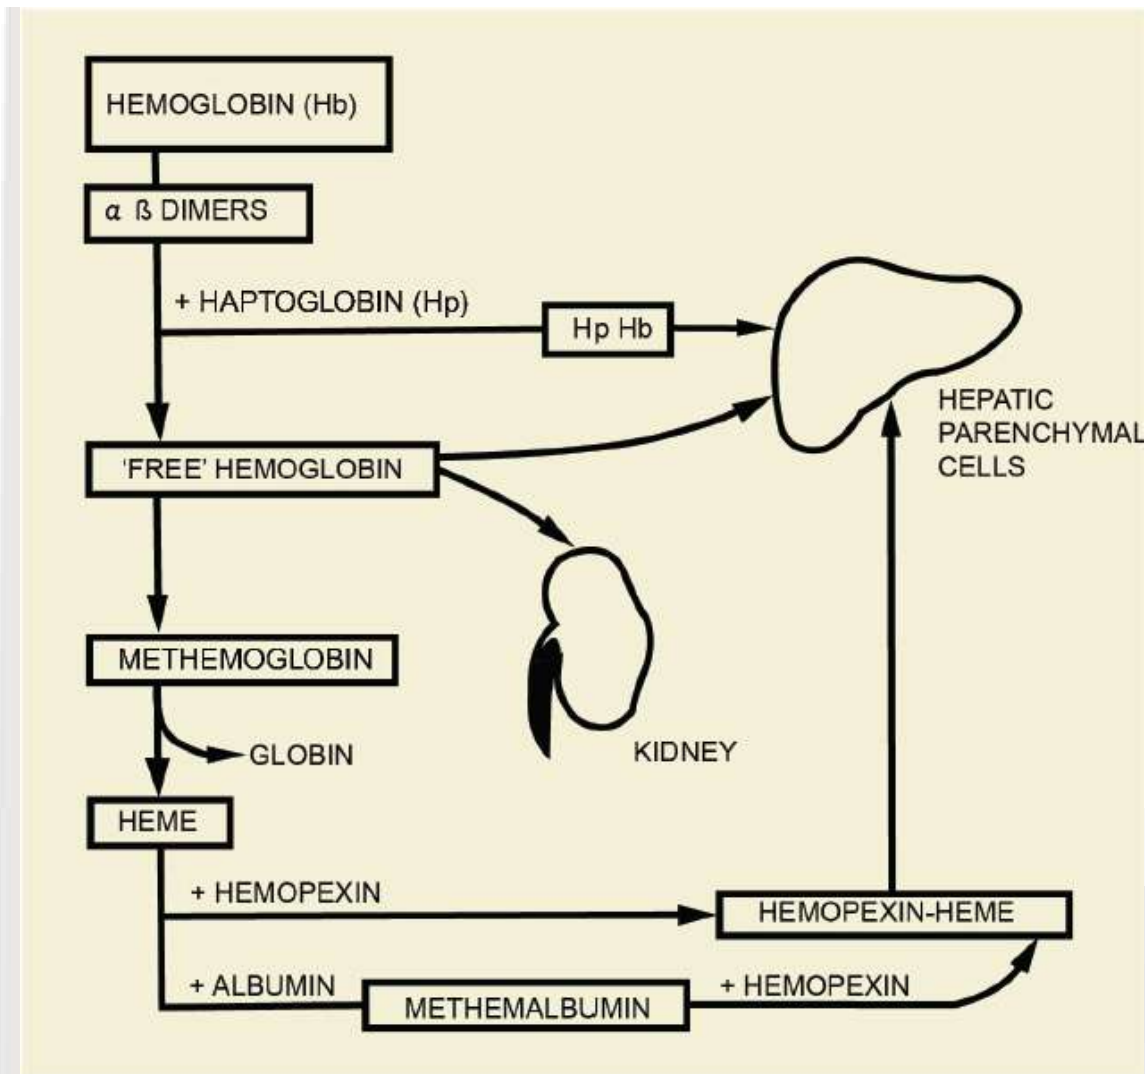 HEMOGLOBIN (Hb)
α ß DIMERS
+ HAPTOGLOBIN (Hp)
Hp Hb
HEPATIC
PARENCHYMAL
CELLS
'FREE' HEMOGLOBIN
METHEMOGLOBIN
GLOBIN
KIDNEY
HEME
+ HEMOPEXIN
HEMOPEXIN-HEME
+ ALBUMIN
METHEMALBUMIN
+ HEMOPEXIN